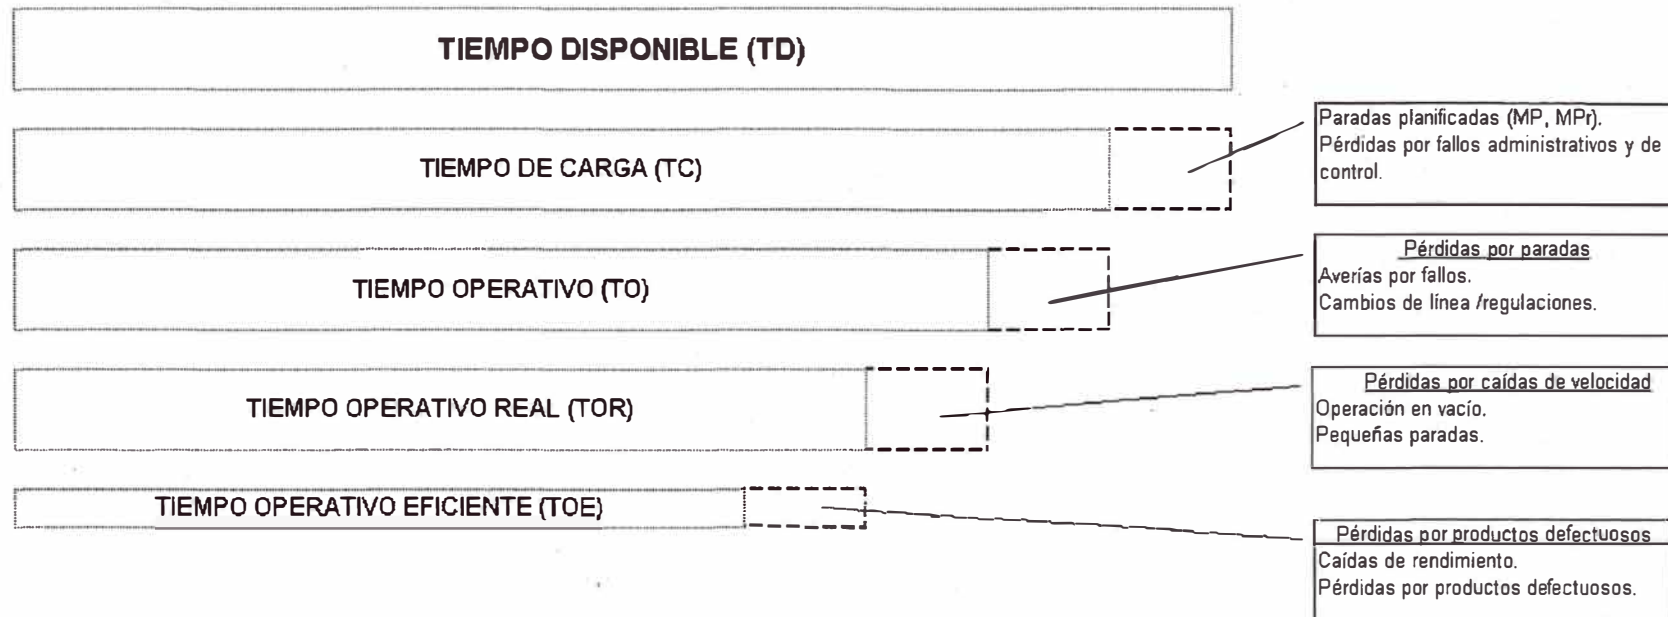 TIEMPO DISPONIBLE (TD)
TIEMPO DE CARGA (TC)
Paradas planificadas (MP, MPr).
Pérdidas por fallos administrativos y de
control.
TIEMPO OPERATIVO (TO)
Pérdidas por paradas
Averías por fallos.
Cambios de línea /regulaciones.
TIEMPO OPERATIVO REAL (TOR)
Pérdidas por caídas de velocidad
Operación en vacío.
Pequeñas paradas.
TIEMPO OPERATIVO EFICIENTE (TOE)
Pérdidas por productos defectuosos
Caídas de rendimiento.
Pérdidas por productos defectuosos.